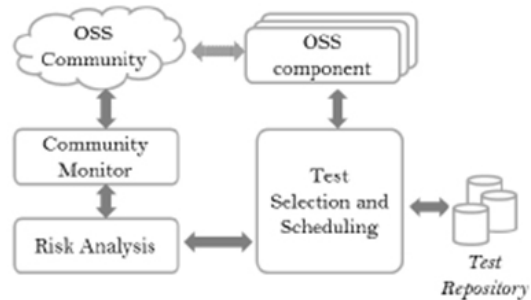 OSS
Community
OSS
component
Community
Monitor
Test
Selection and
Scheduling
Risk Analysis
Test
Repository